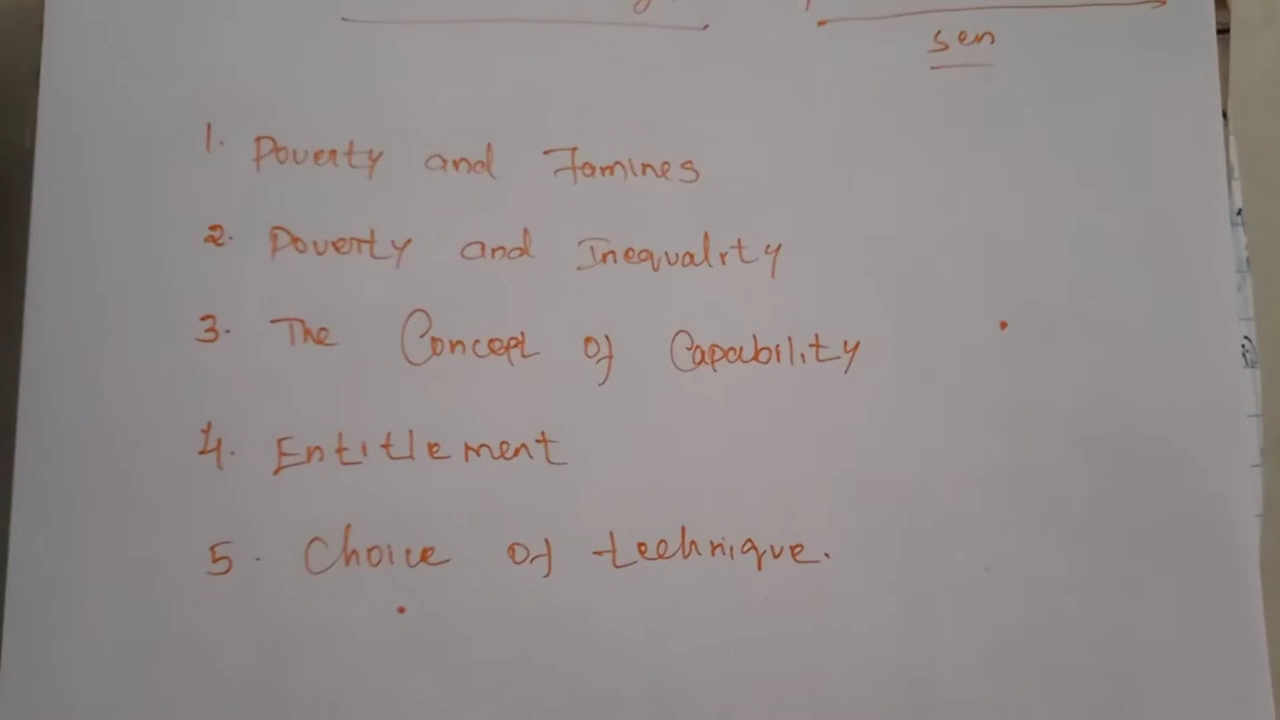 sen
1. Poverty and Famines
2. Poverty and Inequality
3. The Concept of Capability
4. Entitlement
5. Choice of technique.